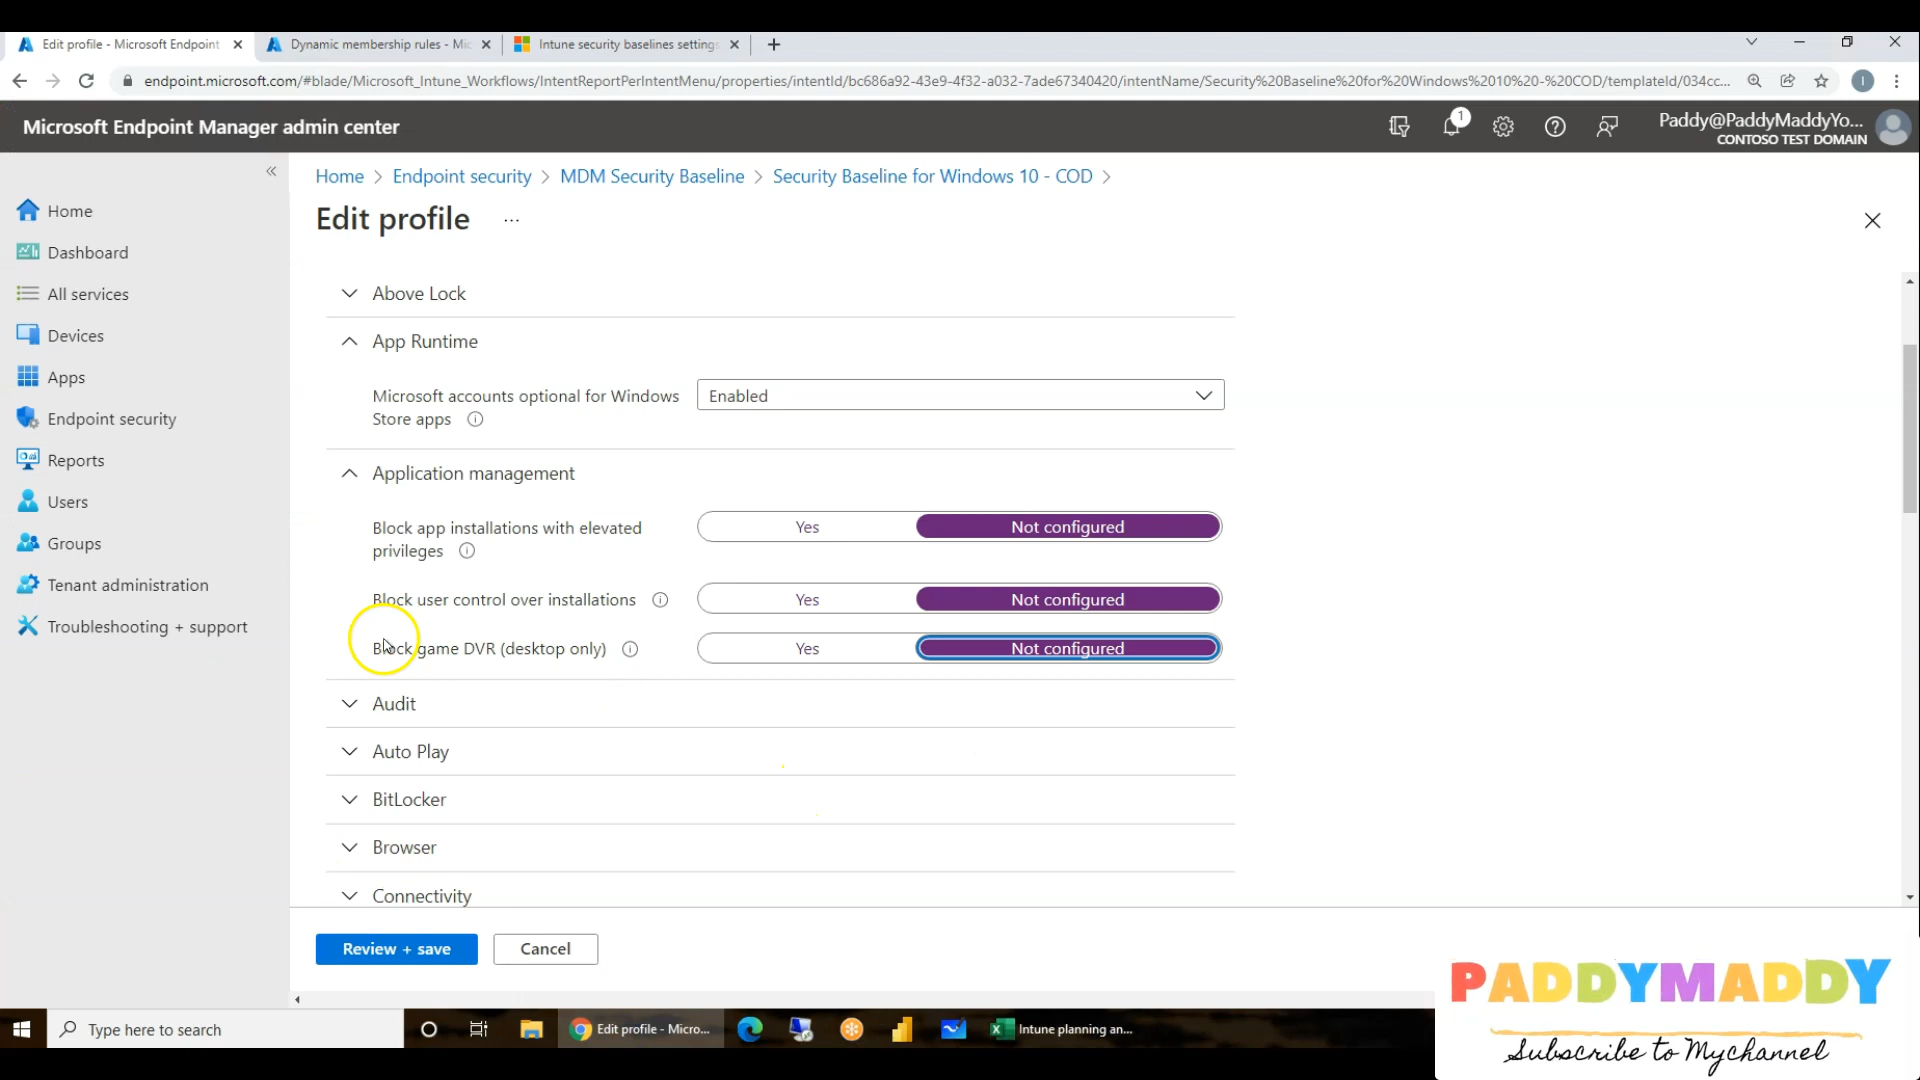 Edit profile - Microsoft Endpoint
Dynamic membership rules - Mic
Intune security baselines settings
endpoint.microsoft.com/#blade/Microsoft_Intune_Workflows/IntentReportPerIntentMenu/properties/intentId/bc686a92-43e9-4f32-a032-7ade67340420/intentName/Security%20Baseline%20for%20Windows%2010%20-%20COD/templateId/034cc...
Microsoft Endpoint Manager admin center
1
Paddy@PaddyMaddyYo...
CONTOSO TEST DOMAIN
Home
Dashboard
All services
Devices
Apps
Endpoint security
Reports
Users
Groups
Tenant administration
Troubleshooting + support
Home > Endpoint security > MDM Security Baseline > Security Baseline for Windows 10 - COD >
Edit profile ...
Above Lock
App Runtime
Microsoft accounts optional for Windows
Store apps
Enabled
Application management
Block app installations with elevated
privileges
Yes Not configured
Block user control over installations
Yes Not configured
Block game DVR (desktop only)
Yes Not configured
Audit
Auto Play
BitLocker
Browser
Connectivity
Review + save
Cancel
Type here to search
Edit profile - Micro...
Intune planning an...
PADDYMADDY
Subscribe to Mychannel